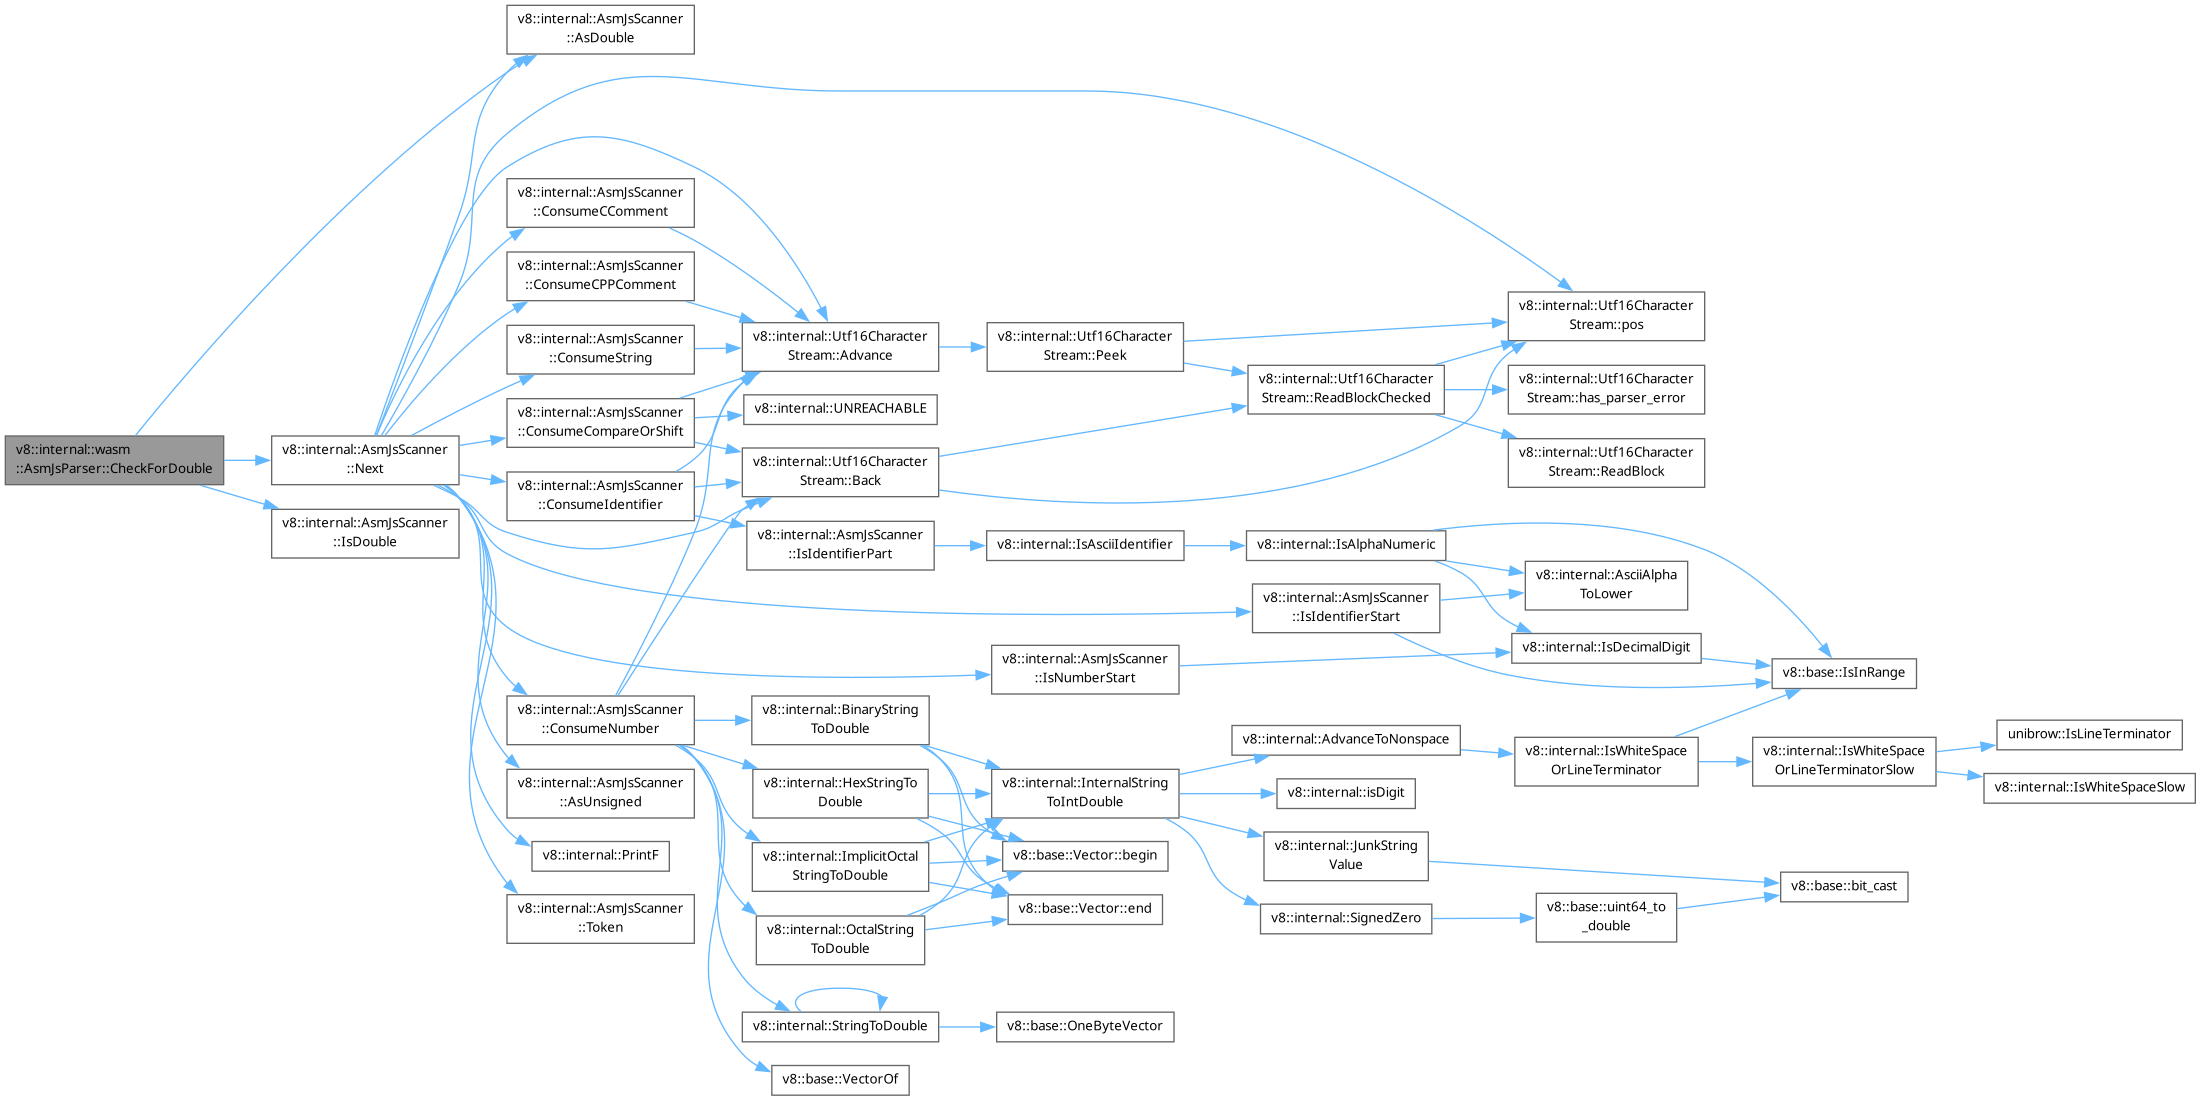 v8::internal::wasm
::AsmJsParser::CheckForDouble
v8::internal::AsmJsScanner
::AsDouble
v8::internal::AsmJsScanner
::Next
v8::internal::AsmJsScanner
::IsDouble
v8::internal::AsmJsScanner
::ConsumeCComment
v8::internal::AsmJsScanner
::ConsumeCPPComment
v8::internal::AsmJsScanner
::ConsumeString
v8::internal::AsmJsScanner
::ConsumeCompareOrShift
v8::internal::AsmJsScanner
::ConsumeIdentifier
v8::internal::AsmJsScanner
::ConsumeNumber
v8::internal::AsmJsScanner
::AsUnsigned
v8::internal::PrintF
v8::internal::AsmJsScanner
::Token
v8::internal::Utf16Character
Stream::Advance
v8::internal::UNREACHABLE
v8::internal::Utf16Character
Stream::Back
v8::internal::AsmJsScanner
::IsIdentifierPart
v8::internal::BinaryString
ToDouble
v8::internal::HexStringTo
Double
v8::internal::ImplicitOctal
StringToDouble
v8::internal::OctalString
ToDouble
v8::internal::StringToDouble
v8::base::VectorOf
v8::internal::Utf16Character
Stream::Peek
v8::internal::IsAsciiIdentifier
v8::internal::AsmJsScanner
::IsNumberStart
v8::internal::InternalString
ToIntDouble
v8::base::Vector::begin
v8::base::Vector::end
v8::base::OneByteVector
v8::internal::Utf16Character
Stream::ReadBlockChecked
v8::internal::IsAlphaNumeric
v8::internal::AsmJsScanner
::IsIdentifierStart
v8::internal::AdvanceToNonspace
v8::internal::isDigit
v8::internal::JunkString
Value
v8::internal::SignedZero
v8::internal::Utf16Character
Stream::pos
v8::internal::Utf16Character
Stream::has_parser_error
v8::internal::Utf16Character
Stream::ReadBlock
v8::internal::AsciiAlpha
ToLower
v8::internal::IsDecimalDigit
v8::internal::IsWhiteSpace
OrLineTerminator
v8::base::uint64_to
_double
v8::base::IsInRange
v8::internal::IsWhiteSpace
OrLineTerminatorSlow
v8::base::bit_cast
unibrow::IsLineTerminator
v8::internal::IsWhiteSpaceSlow